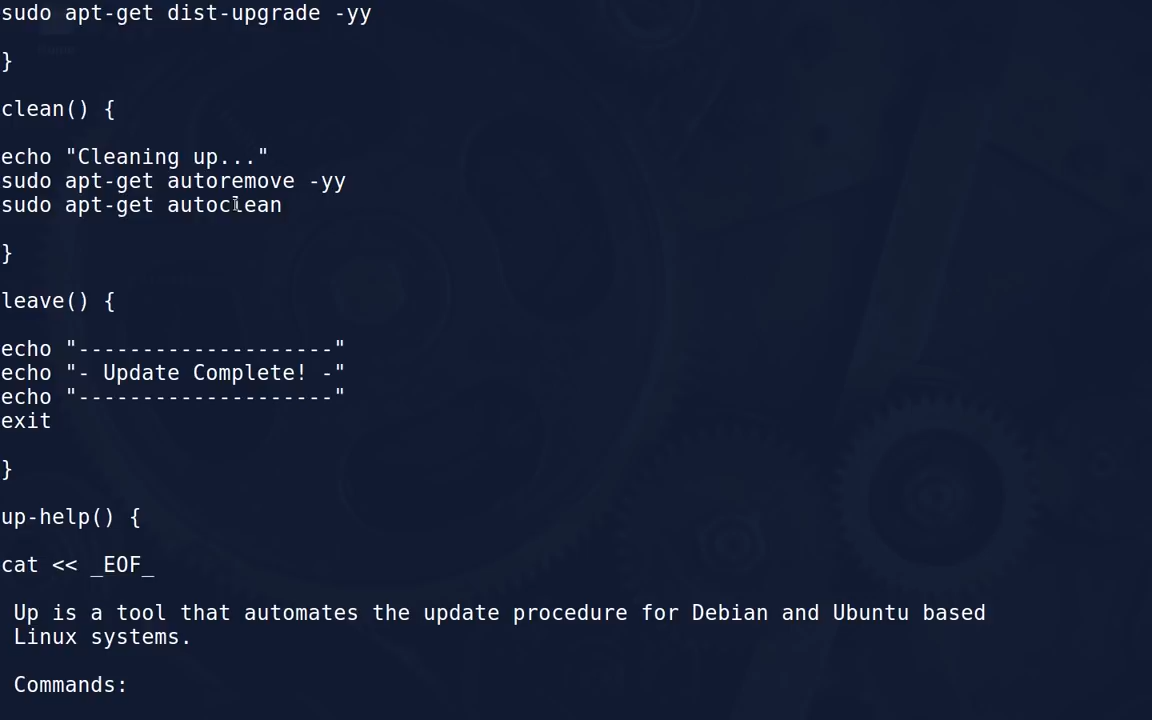 sudo apt-get dist-upgrade -yy
}
clean() {
echo "Cleaning up..."
sudo apt-get autoremove -yy
sudo apt-get autoclean
}
leave() {
echo "--------------------"
echo "- Update Complete! -"
echo "--------------------"
exit
}
up-help() {
cat << _EOF_
 Up is a tool that automates the update procedure for Debian and Ubuntu based
 Linux systems.
 Commands: